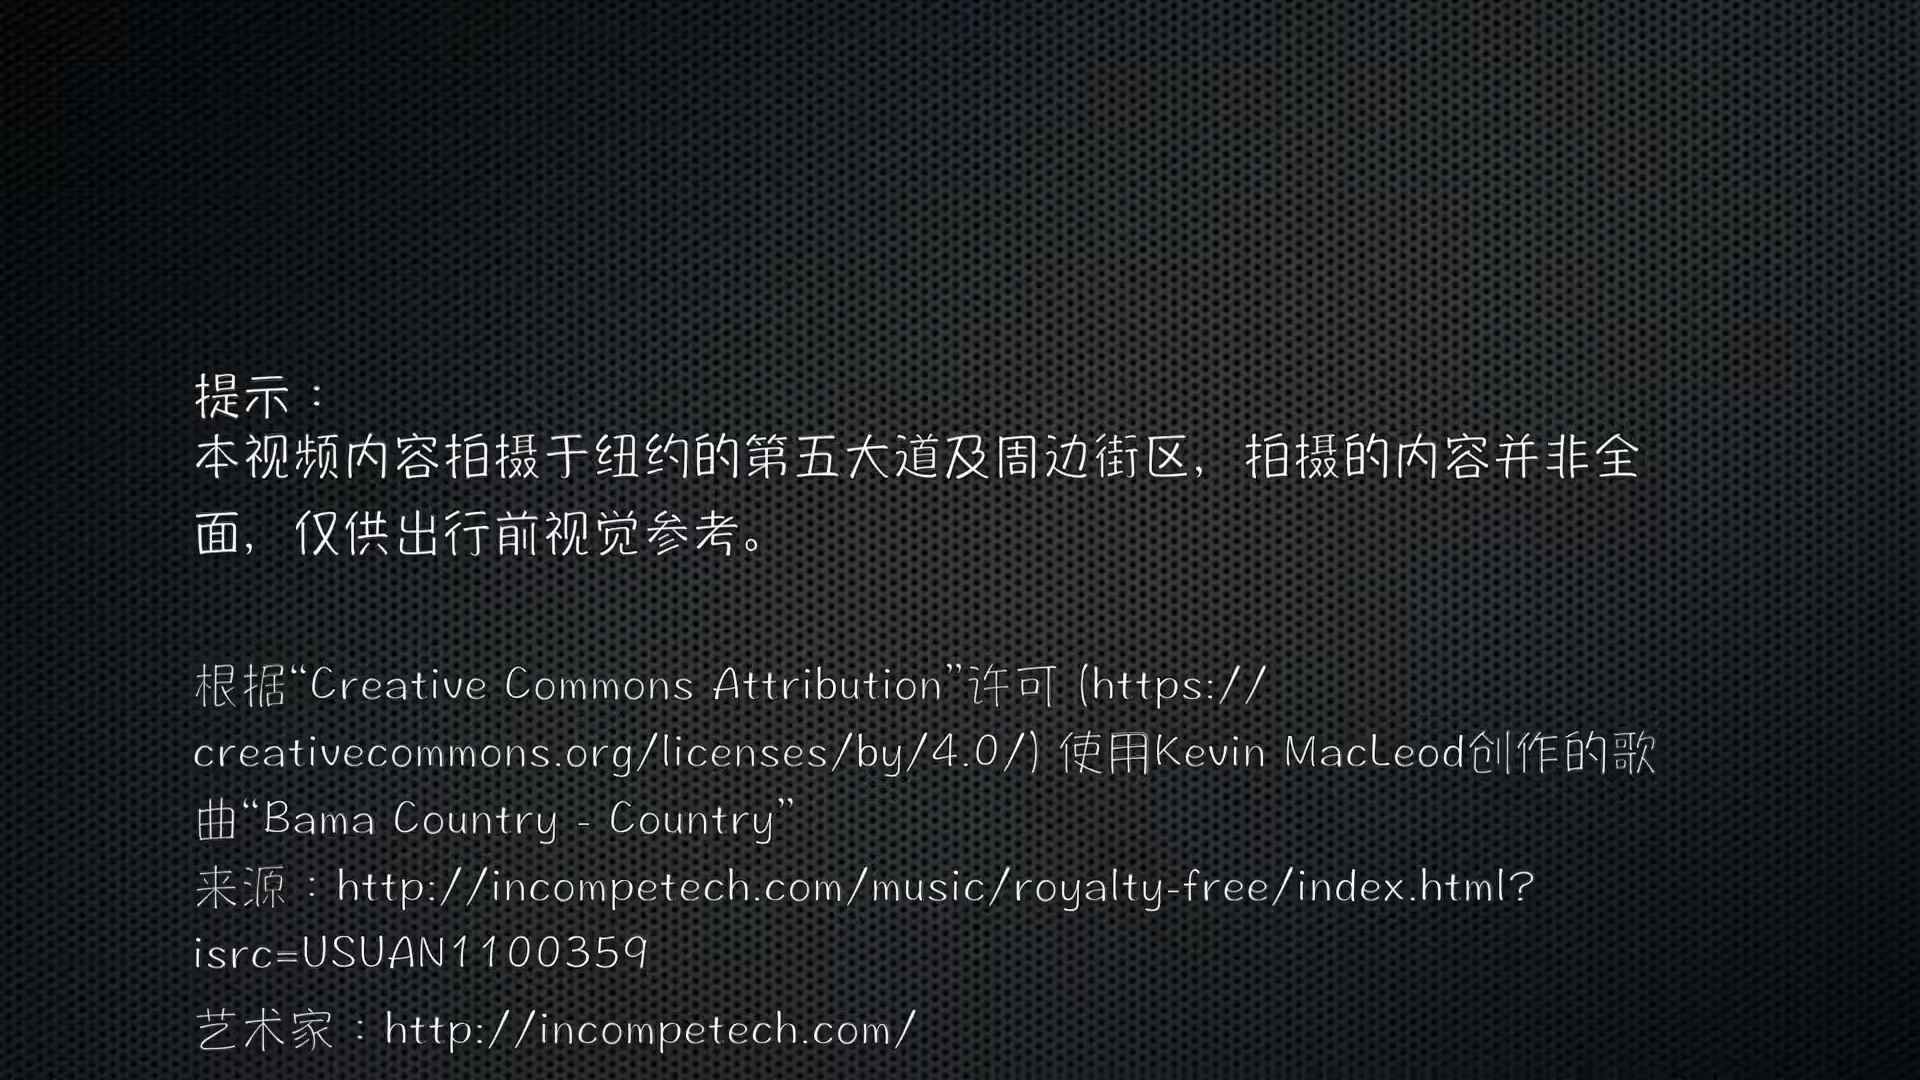 提示：
本视频内容拍摄于纽约的第五大道及周边街区，拍摄的内容并非全
面，仅供出行前视觉参考。
根据“Creative Commons Attribution”许可 (https://
creativecommons.org/licenses/by/4.0/) 使用Kevin MacLeod创作的歌
曲“Bama Country - Country”
来源：http://incompetech.com/music/royalty-free/index.html?
isrc=USUAN1100359
艺术家：http://incompetech.com/